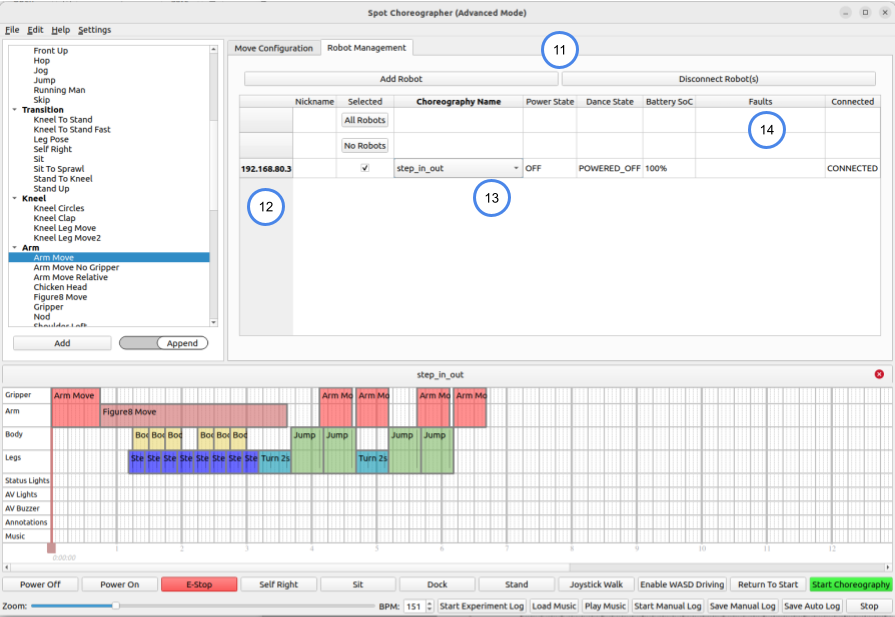 Spot Choreographer (Advanced Mode)
File Edit Help Settings
Front Up
Hop
Jog
Jump
Running Man
Skip
Transition
Kneel To Stand
Kneel To Stand Fast
Leg Pose
Self Right
Sit
Sit To Sprawl
Stand To Kneel
Stand Up
Kneel
Kneel Circles
Kneel Clap
Kneel Leg Move
Kneel Leg Move2
Arm
Arm Move
Arm Move No Gripper
Arm Move Relative
Chicken Head
Figure8 Move
Gripper
Nod
Shoulder Left
Add
Append
Move Configuration Robot Management
11
Add Robot Disconnect Robot(s)
Nickname Selected Choreography Name Power State Dance State Battery SoC Faults Connected
All Robots
14
No Robots
192.168.80.3 step_in_out OFF POWERED_OFF 100% CONNECTED
12
13
step_in_out
Gripper Arm Move Arm Mo Arm Mo Arm Mo Arm Mo
Arm Figure8 Move
Body Boo Boo Boo Boo Boo Boo Jump Jump Jump Jump
Legs Ste Ste Ste Ste Ste Ste Ste Ste Turn 2s Turn 2s
Status Lights
AV Lights
AV Buzzer
Annotations
Music
1 2 3 4 5 6 7 8 9 10 11 12
0:00:00
Power Off Power On E-Stop Self Right Sit Dock Stand Joystick Walk Enable WASD Driving Return To Start Start Choreography
Zoom: BPM: 151 Start Experiment Log Load Music Play Music Start Manual Log Save Manual Log Save Auto Log Stop